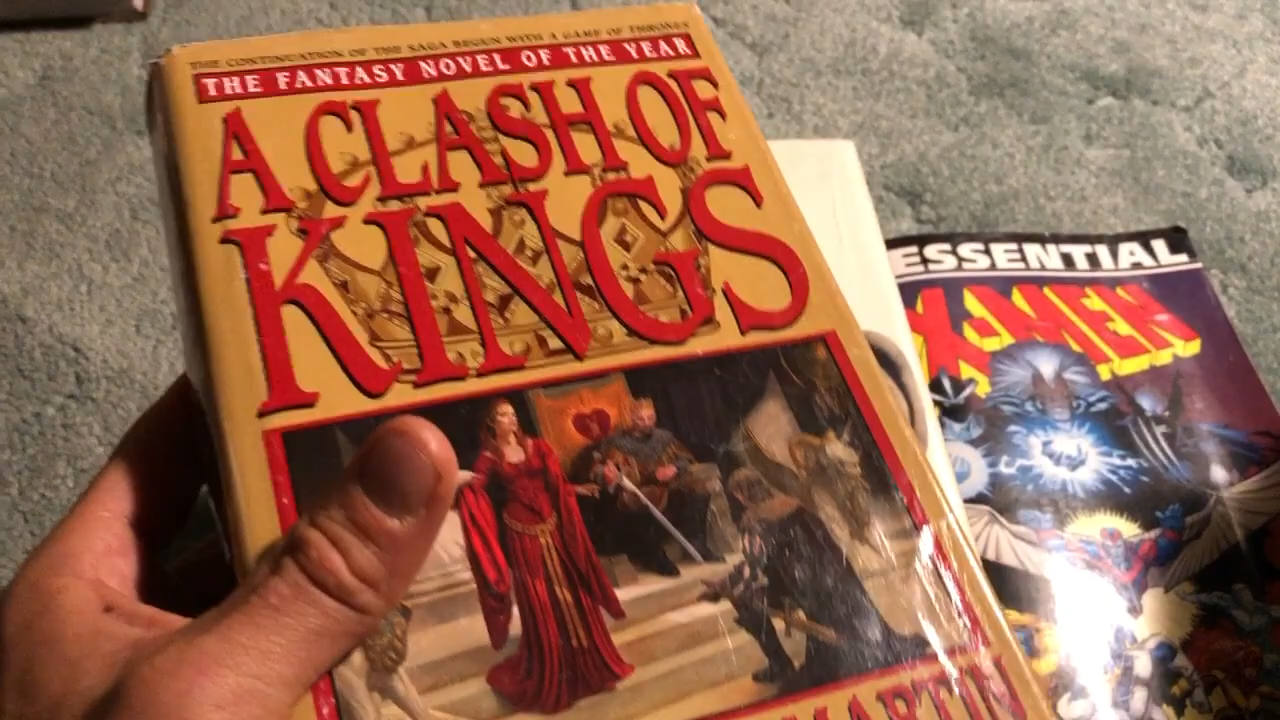 THE CONTINUATION OF THE SAGA BEGUN WITH A GAME OF THRONES
THE FANTASY NOVEL OF THE YEAR
A CLASH OF
KINGS
MARTIN
ESSENTIAL
X-MEN